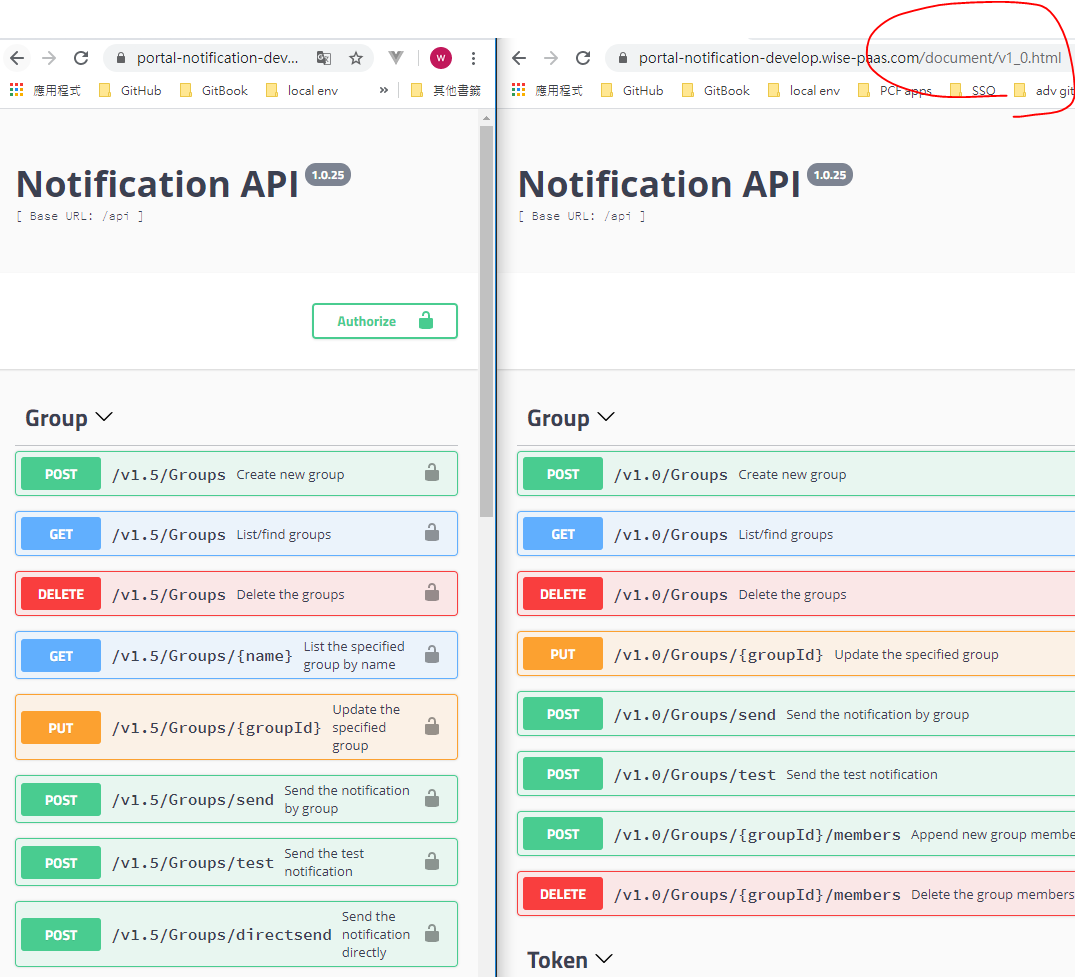 portal-notification-dev...
W
應用程式
GitHub
GitBook
local env
»
其他書籤
Notification API 1.0.25
[ Base URL: /api ]
Authorize
Group
POST /v1.5/Groups Create new group
GET /v1.5/Groups List/find groups
DELETE /v1.5/Groups Delete the groups
GET /v1.5/Groups/{name} List the specified
group by name
PUT /v1.5/Groups/{groupId} Update the
specified
group
POST /v1.5/Groups/send Send the notification
by group
POST /v1.5/Groups/test Send the test
notification
POST /v1.5/Groups/directsend Send the
notification
directly
portal-notification-develop.wise-paas.com/document/v1_0.html
應用程式
GitHub
GitBook
local env
PCF apps
SSO
adv git
Notification API 1.0.25
[ Base URL: /api ]
Group
POST /v1.0/Groups Create new group
GET /v1.0/Groups List/find groups
DELETE /v1.0/Groups Delete the groups
PUT /v1.0/Groups/{groupId} Update the specified group
POST /v1.0/Groups/send Send the notification by group
POST /v1.0/Groups/test Send the test notification
POST /v1.0/Groups/{groupId}/members Append new group membe
DELETE /v1.0/Groups/{groupId}/members Delete the group members
Token